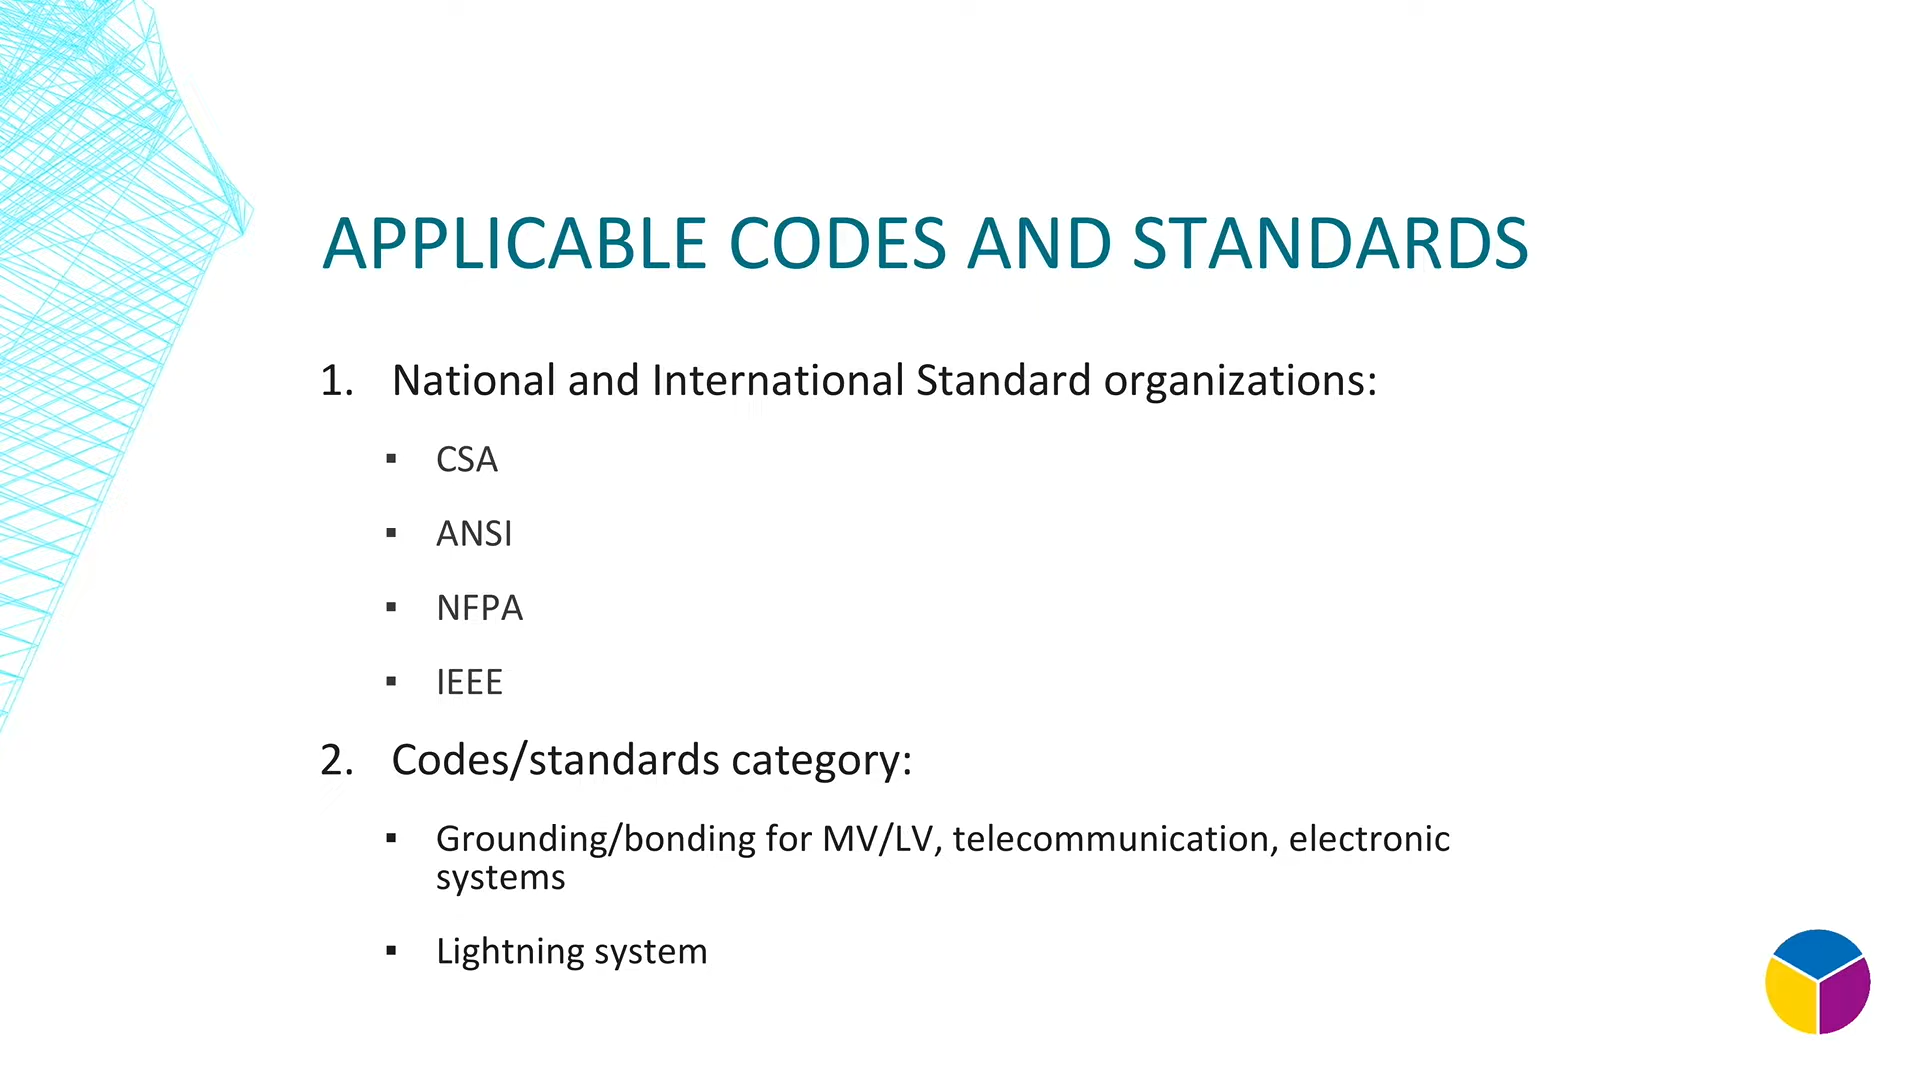 APPLICABLE CODES AND STANDARDS
1. National and International Standard organizations:
▪ CSA
▪ ANSI
▪ NFPA
▪ IEEE
2. Codes/standards category:
▪ Grounding/bonding for MV/LV, telecommunication, electronic
systems
▪ Lightning system